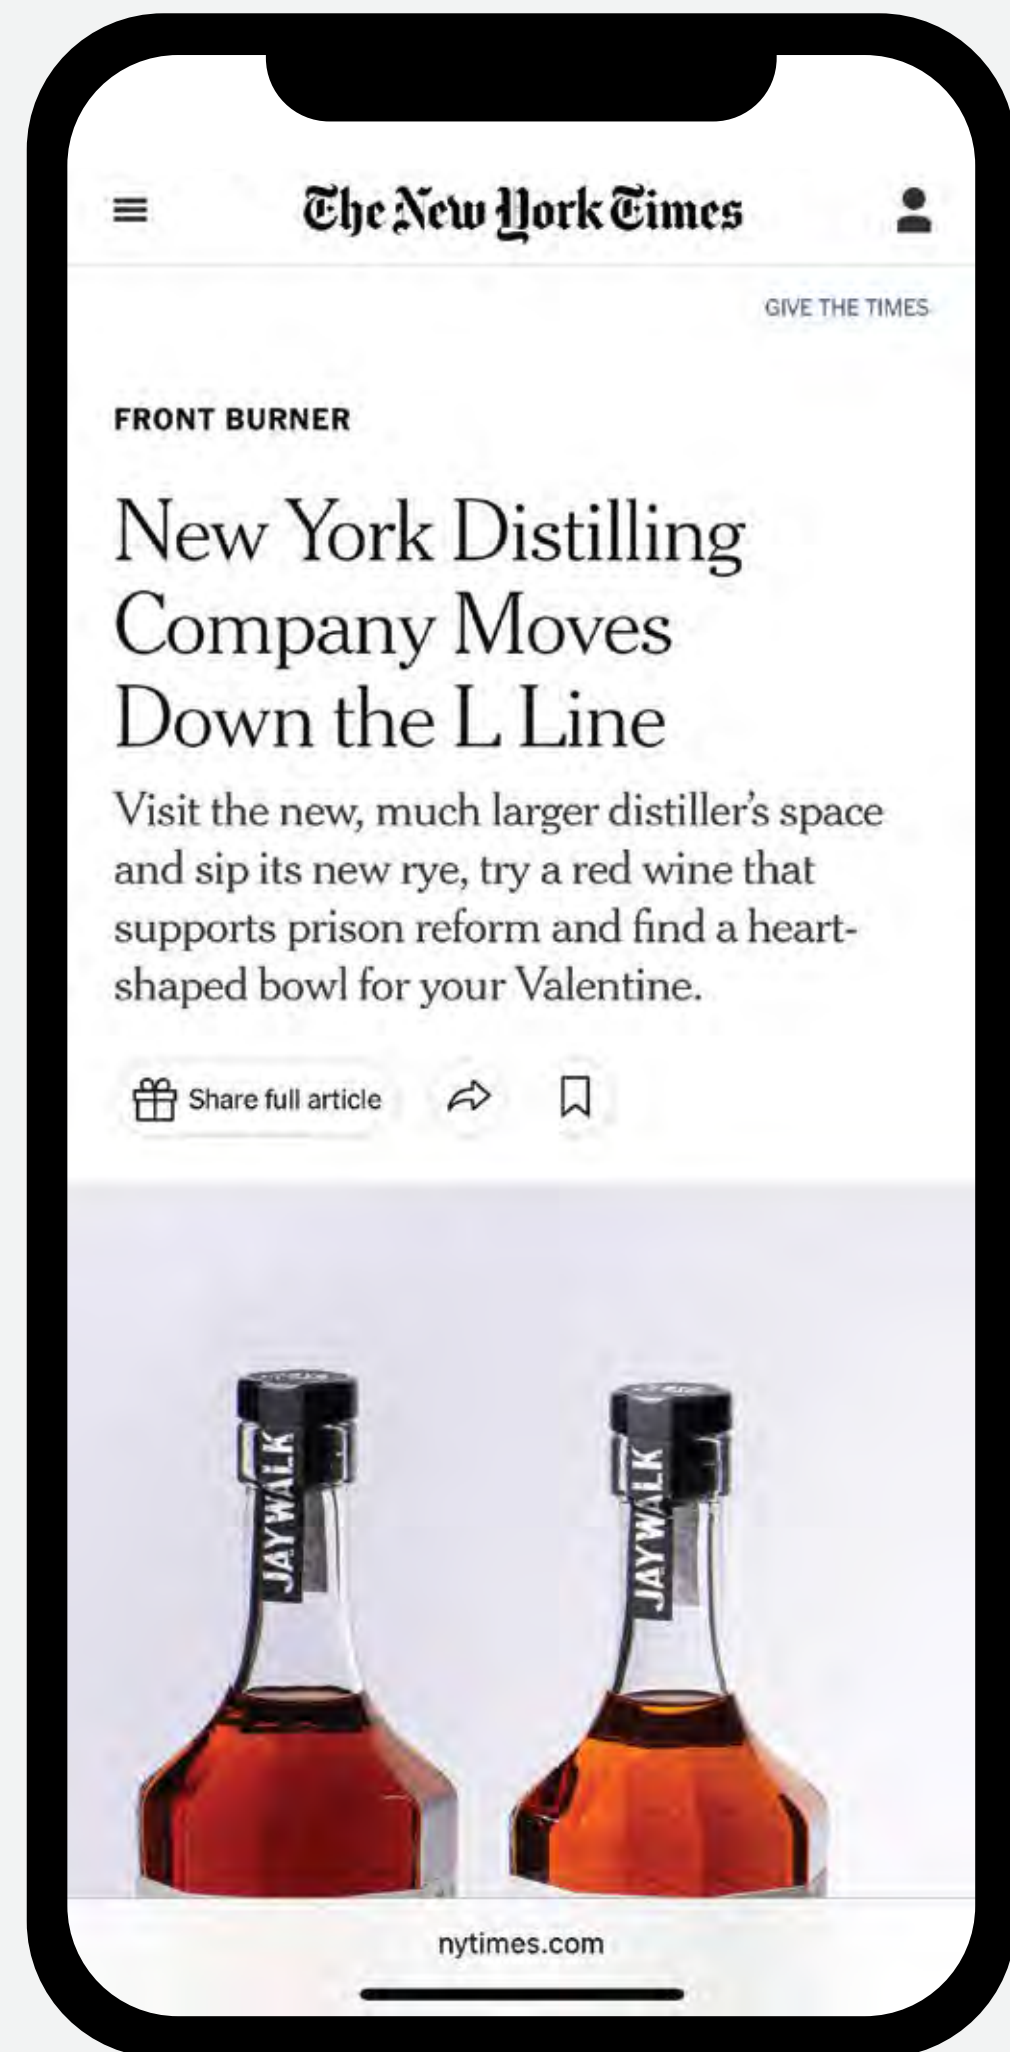 The New York Times
GIVE THE TIMES
FRONT BURNER
New York Distilling
Company Moves
Down the L Line
Visit the new, much larger distiller’s space
and sip its new rye, try a red wine that
supports prison reform and find a heart-
shaped bowl for your Valentine.
Share full article
JAYWALK
JAYWALK
nytimes.com